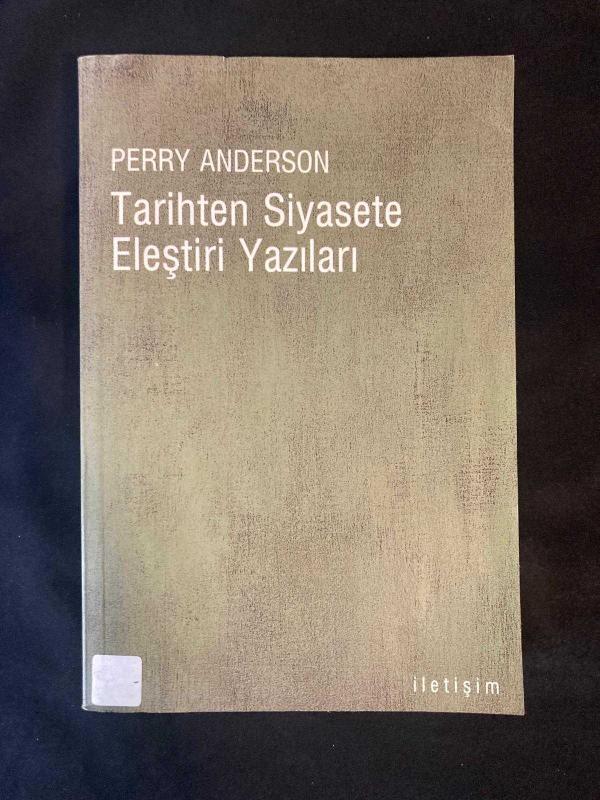 PERRY ANDERSON
Tarihten Siyasete
Eleştiri Yazıları
iletişim